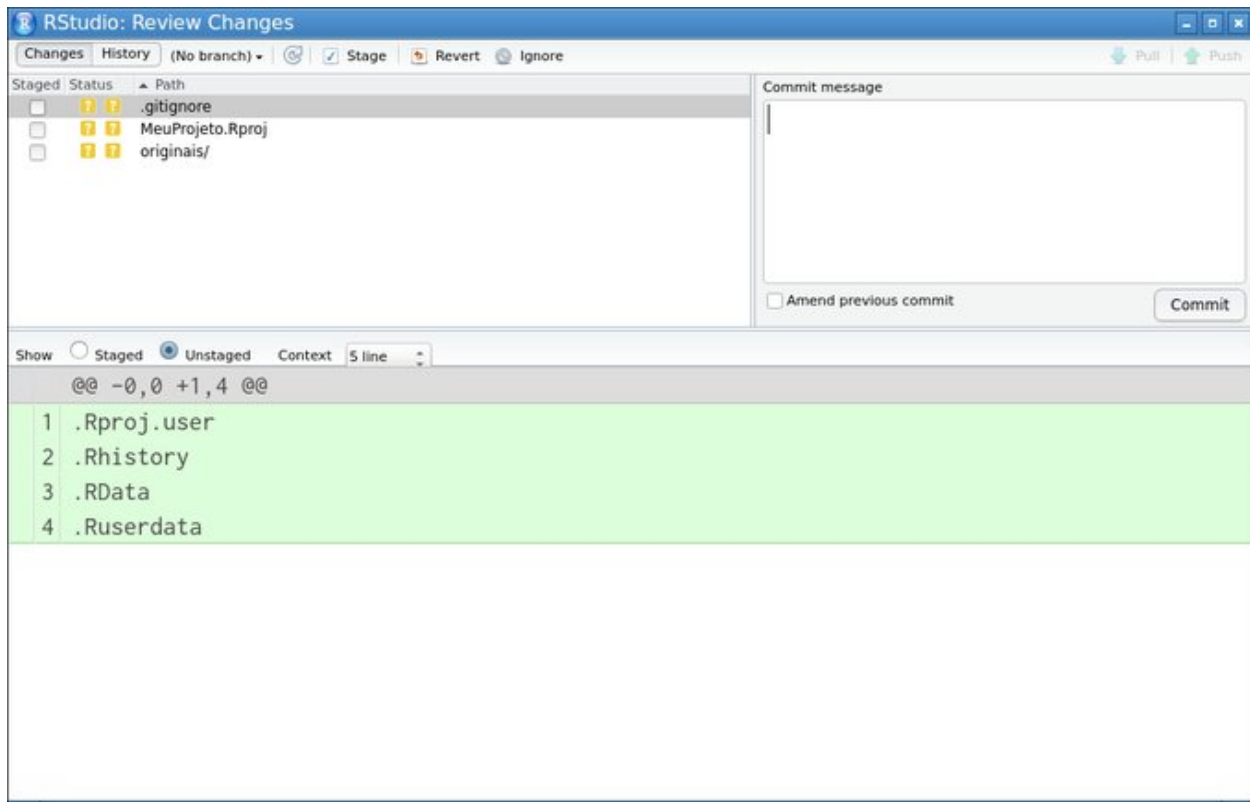 RStudio: Review Changes
Changes History (No branch) Stage Revert Ignore Pull Push
Staged Status Path
? ? .gitignore
? ? MeuProjeto.Rproj
? ? originais/
Commit message
Amend previous commit Commit
Show Staged Unstaged Context 5 line
@@ -0,0 +1,4 @@
1 .Rproj.user
2 .Rhistory
3 .RData
4 .Ruserdata